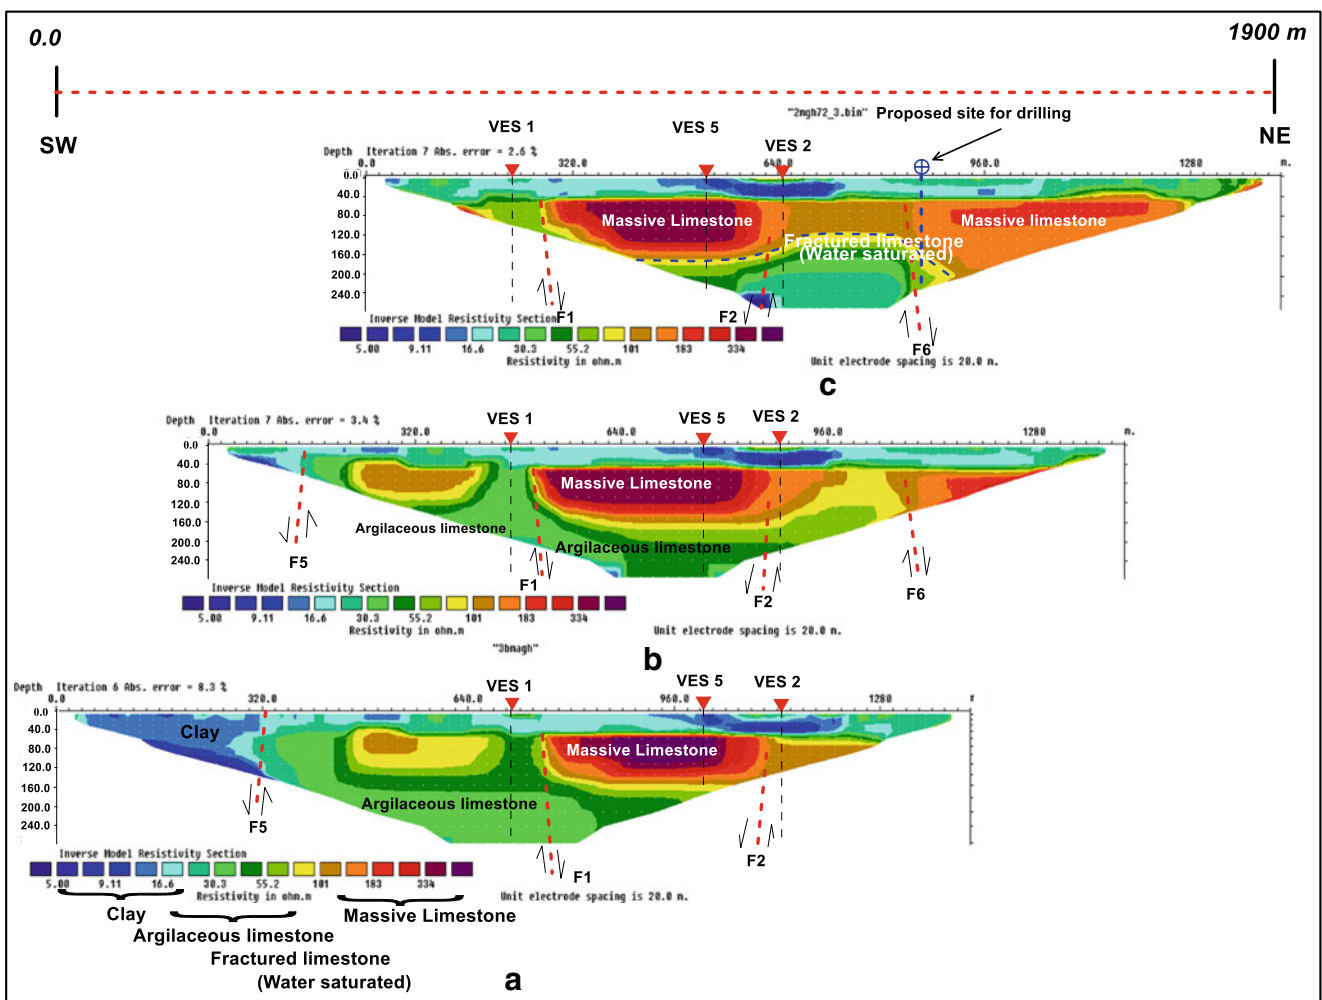 0.0
1900 m
SW
NE
"2mgh72_3.bin"
Proposed site for drilling
VES 1
VES 5
VES 2
Depth Iteration 7 Abs. error = 2.6 %
0.0 320.0 640.0 960.0 1280 m.
0.0
40.0
80.0
120.0
160.0
200.0
240.0
Massive Limestone
Massive limestone
Fractured limestone
(Water saturated)
F1
F2
F6
Inverse Model Resistivity Section
5.00 9.11 16.6 30.3 55.2 101 183 334
Resistivity in ohm.m
Unit electrode spacing is 20.0 m.
c
VES 1
VES 5
VES 2
Depth Iteration 7 Abs. error = 3.4 %
0.0 320.0 640.0 960.0 1280 m.
0.0
40.0
80.0
120.0
160.0
200.0
240.0
Massive Limestone
Argilaceous limestone
Argilaceous limestone
F5
F1
F2
F6
Inverse Model Resistivity Section
5.00 9.11 16.6 30.3 55.2 101 183 334
Resistivity in ohm.m
Unit electrode spacing is 20.0 m.
"3bnagh"
b
VES 1
VES 5
VES 2
Depth Iteration 6 Abs. error = 8.3 %
0.0 320.0 640.0 960.0 1280
0.0
40.0
80.0
120.0
160.0
200.0
240.0
Clay
Massive Limestone
Argilaceous limestone
F5
F1
F2
Inverse Model Resistivity Section
5.00 9.11 16.6 30.3 55.2 101 183 334
Resistivity in ohm.m
Unit electrode spacing is 20.0 m.
Clay
Massive Limestone
Argilaceous limestone
Fractured limestone
(Water saturated)
a